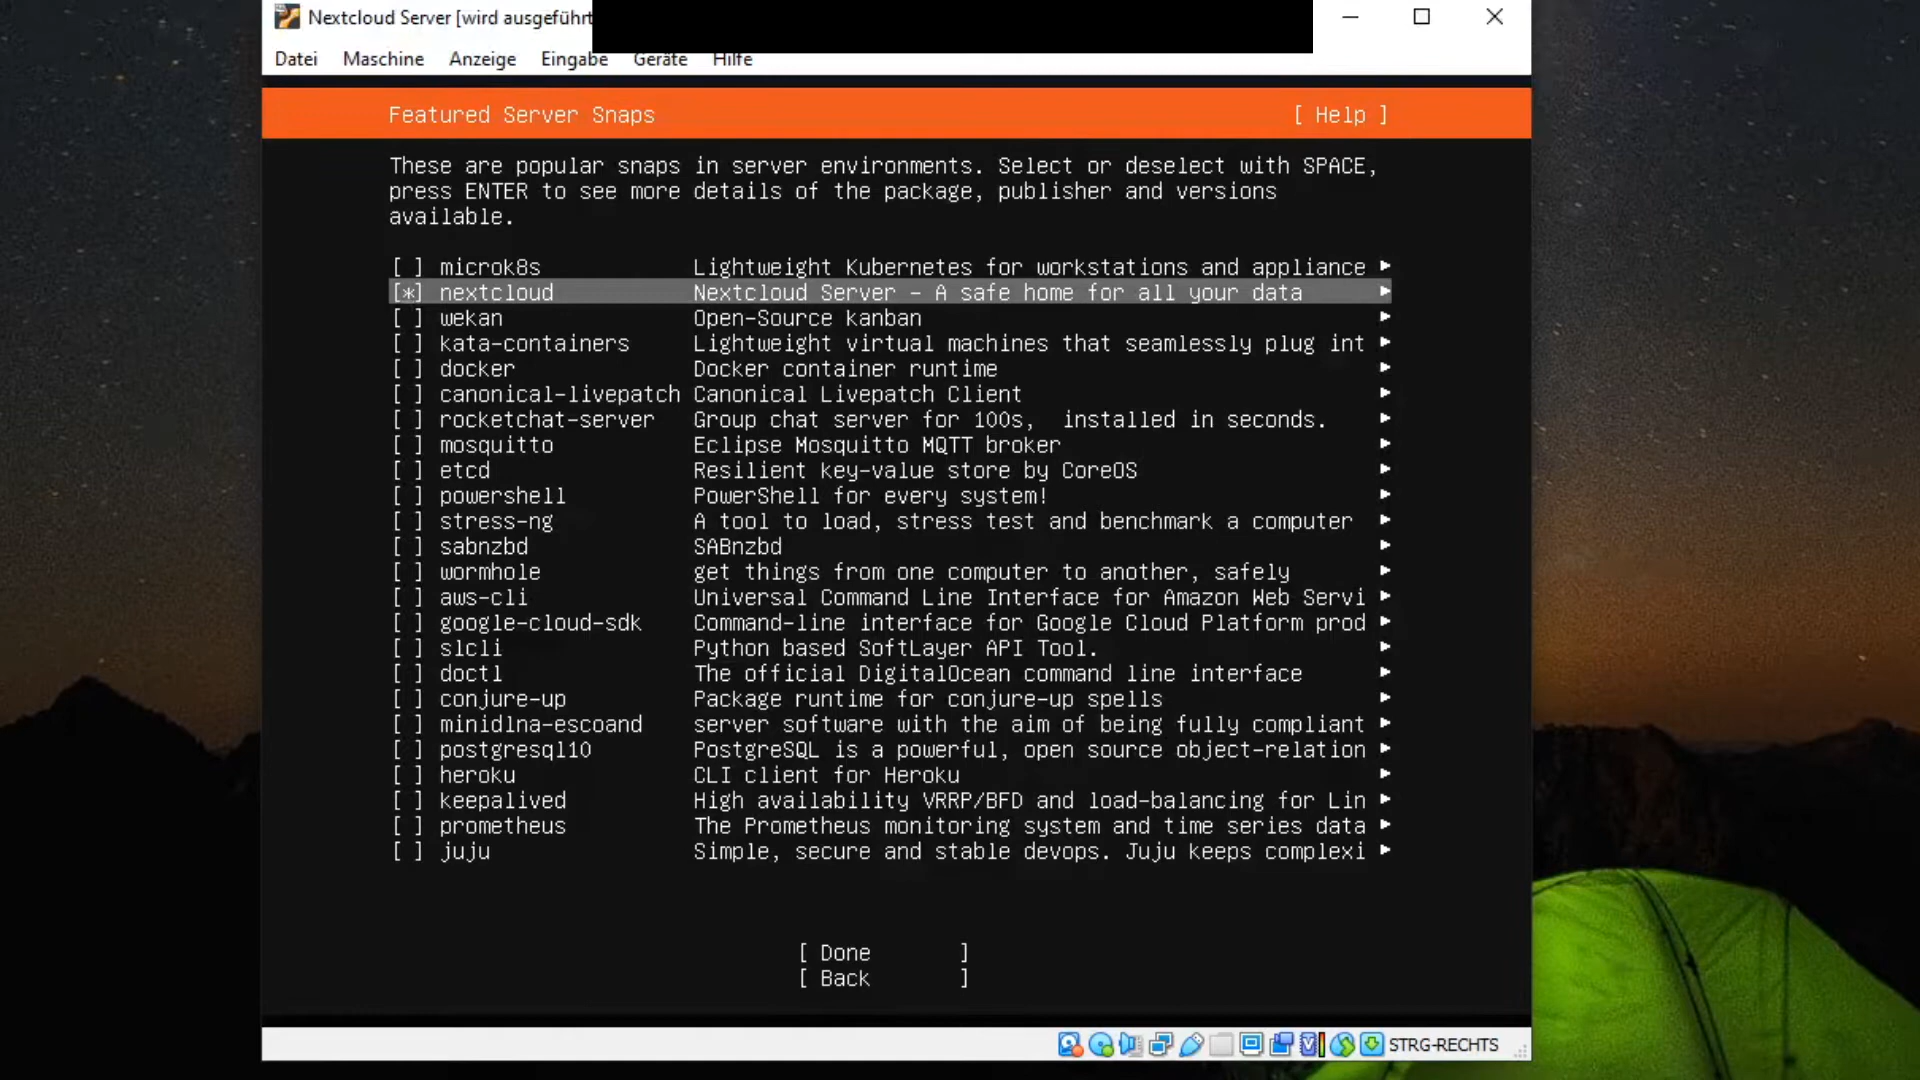 Nextcloud Server [wird ausgeführt
Datei Maschine Anzeige Eingabe Geräte Hilfe
Featured Server Snaps [ Help ]
These are popular snaps in server environments. Select or deselect with SPACE,
press ENTER to see more details of the package, publisher and versions
available.
[ ] microk8s Lightweight Kubernetes for workstations and appliance ►
[*] nextcloud Nextcloud Server - A safe home for all your data ►
[ ] wekan Open-Source kanban ►
[ ] kata-containers Lightweight virtual machines that seamlessly plug int ►
[ ] docker Docker container runtime ►
[ ] canonical-livepatch Canonical Livepatch Client ►
[ ] rocketchat-server Group chat server for 100s, installed in seconds. ►
[ ] mosquitto Eclipse Mosquitto MQTT broker ►
[ ] etcd Resilient key-value store by CoreOS ►
[ ] powershell PowerShell for every system! ►
[ ] stress-ng A tool to load, stress test and benchmark a computer ►
[ ] sabnzbd SABnzbd ►
[ ] wormhole get things from one computer to another, safely ►
[ ] aws-cli Universal Command Line Interface for Amazon Web Servi ►
[ ] google-cloud-sdk Command-line interface for Google Cloud Platform prod ►
[ ] slcli Python based SoftLayer API Tool. ►
[ ] doctl The official DigitalOcean command line interface ►
[ ] conjure-up Package runtime for conjure-up spells ►
[ ] minidlna-escoand server software with the aim of being fully compliant ►
[ ] postgresql10 PostgreSQL is a powerful, open source object-relation ►
[ ] heroku CLI client for Heroku ►
[ ] keepalived High availability VRRP/BFD and load-balancing for Lin ►
[ ] prometheus The Prometheus monitoring system and time series data ►
[ ] juju Simple, secure and stable devops. Juju keeps complexi ►
[ Done ]
[ Back ]
STRG-RECHTS